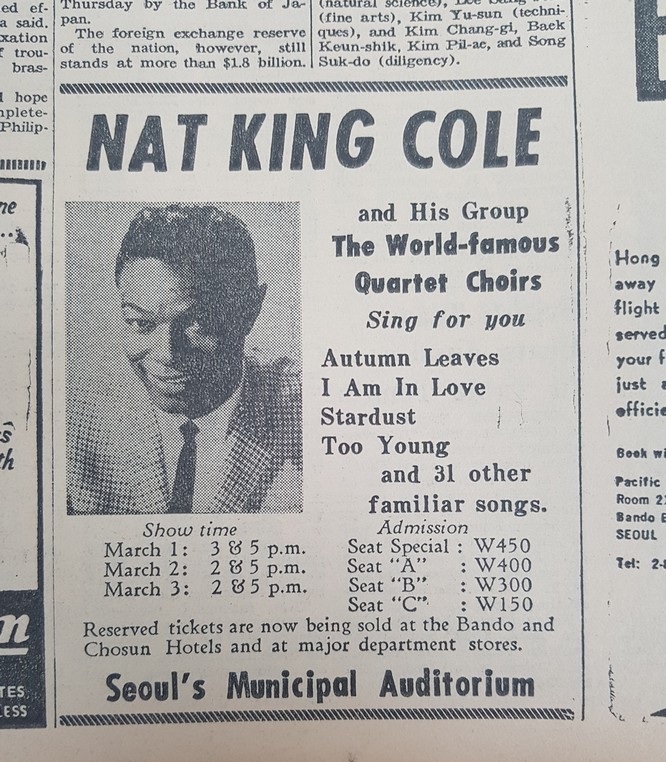 ed ef-
a said.
xation
f trou-
bras-
l hope
mplete-
Philip-
Thursday by the Bank of Ja-
pan.
The foreign exchange reserve
of the nation, however, still
stands at more than $1.8 billion.
(fine arts), Kim Yu-sun (techni-
ques), and Kim Chang-gi, Baek
Keun-shik, Kim Pil-ae, and Song
Suk-do (diligency).
NAT KING COLE
and His Group
The World-famous
Quartet Choirs
Sing for you
Autumn Leaves
I Am In Love
Stardust
Too Young
and 31 other
familiar songs.
Show time
March 1: 3 & 5 p.m.
March 2: 2 & 5 p.m.
March 3: 2 & 5 p.m.
Admission
Seat Special : W450
Seat "A" : W400
Seat "B" : W300
Seat "C" : W150
Reserved tickets are now being sold at the Bando and
Chosun Hotels and at major department stores.
Seoul's Municipal Auditorium
Hong
away
flight
served
your f
just a
officie
Book wi
Pacific
Room 2
Bando
SEOUL
Tel: 2-